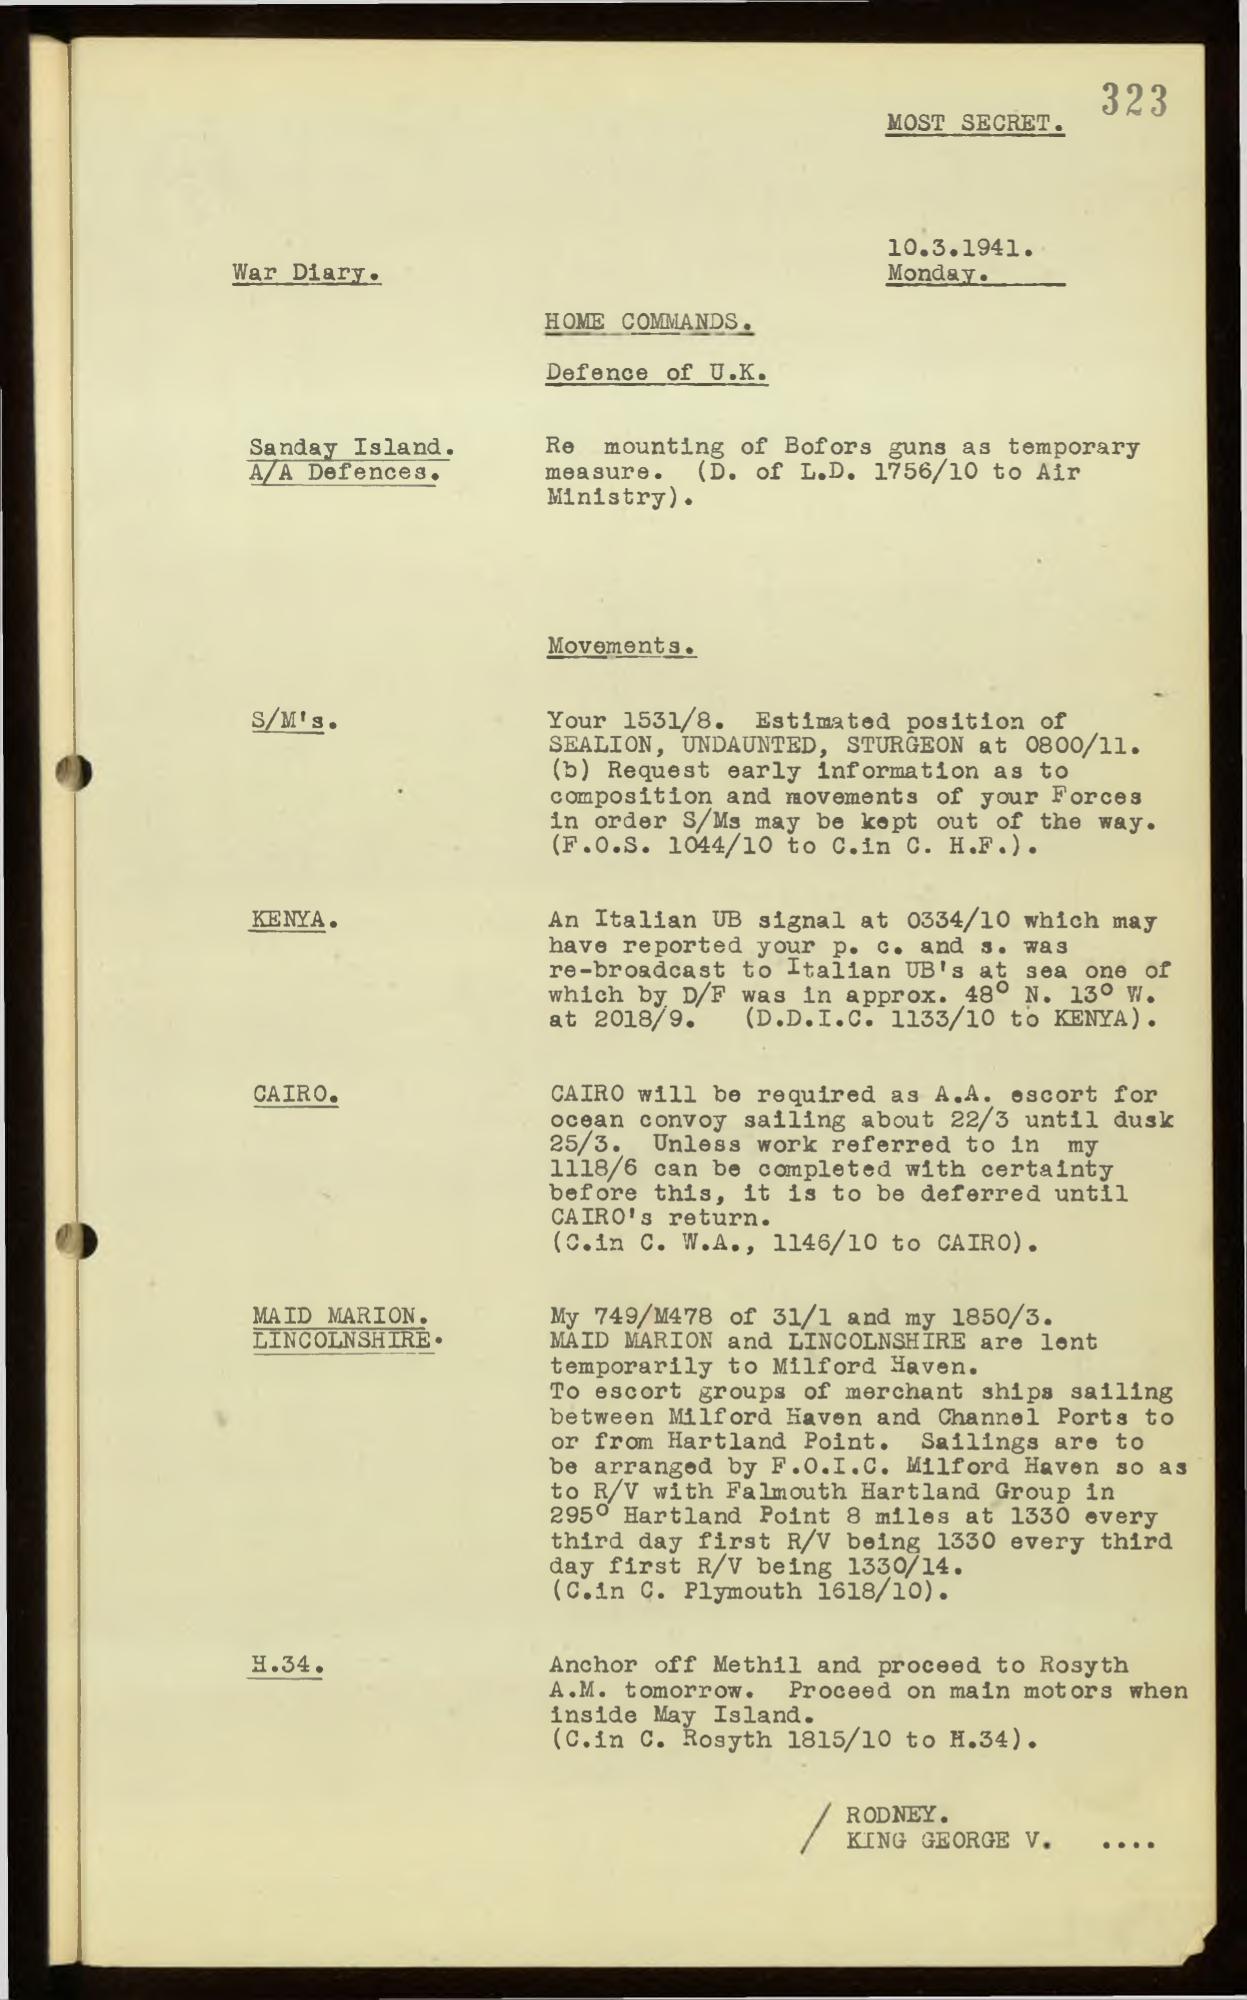 323
MOST SECRET.
10.3.1941.
War Diary.
Monday.
HOME COMMANDS.
Defence of U.K.
Sanday Island.
A/A Defences.
Re mounting of Bofors guns as temporary
measure. (D. of L.D. 1756/10 to Air
Ministry).
Movements.
S/M's.
Your 1531/8. Estimated position of
SEALION, UNDAUNTED, STURGEON at 0800/11.
(b) Request early information as to
composition and movements of your Forces
in order S/Ms may be kept out of the way.
(F.O.S. 1044/10 to C.in C. H.F.).
KENYA.
An Italian UB signal at 0334/10 which may
have reported your p. c. and s. was
re-broadcast to Italian UB's at sea one of
which by D/F was in approx. 48° N. 13° W.
at 2018/9. (D.D.I.C. 1133/10 to KENYA).
CAIRO.
CAIRO will be required as A.A. escort for
ocean convoy sailing about 22/3 until dusk
25/3. Unless work referred to in my
1118/6 can be completed with certainty
before this, it is to be deferred until
CAIRO's return.
(C.in C. W.A., 1146/10 to CAIRO).
MAID MARION.
LINCOLNSHIRE.
My 749/M478 of 31/1 and my 1850/3.
MAID MARION and LINCOLNSHIRE are lent
temporarily to Milford Haven.
To escort groups of merchant ships sailing
between Milford Haven and Channel Ports to
or from Hartland Point. Sailings are to
be arranged by F.O.I.C. Milford Haven so as
to R/V with Falmouth Hartland Group in
295° Hartland Point 8 miles at 1330 every
third day first R/V being 1330 every third
day first R/V being 1330/14.
(C.in C. Plymouth 1618/10).
H.34.
Anchor off Methil and proceed to Rosyth
A.M. tomorrow. Proceed on main motors when
inside May Island.
(C.in C. Rosyth 1815/10 to H.34).
/ RODNEY.
KING GEORGE V. ....